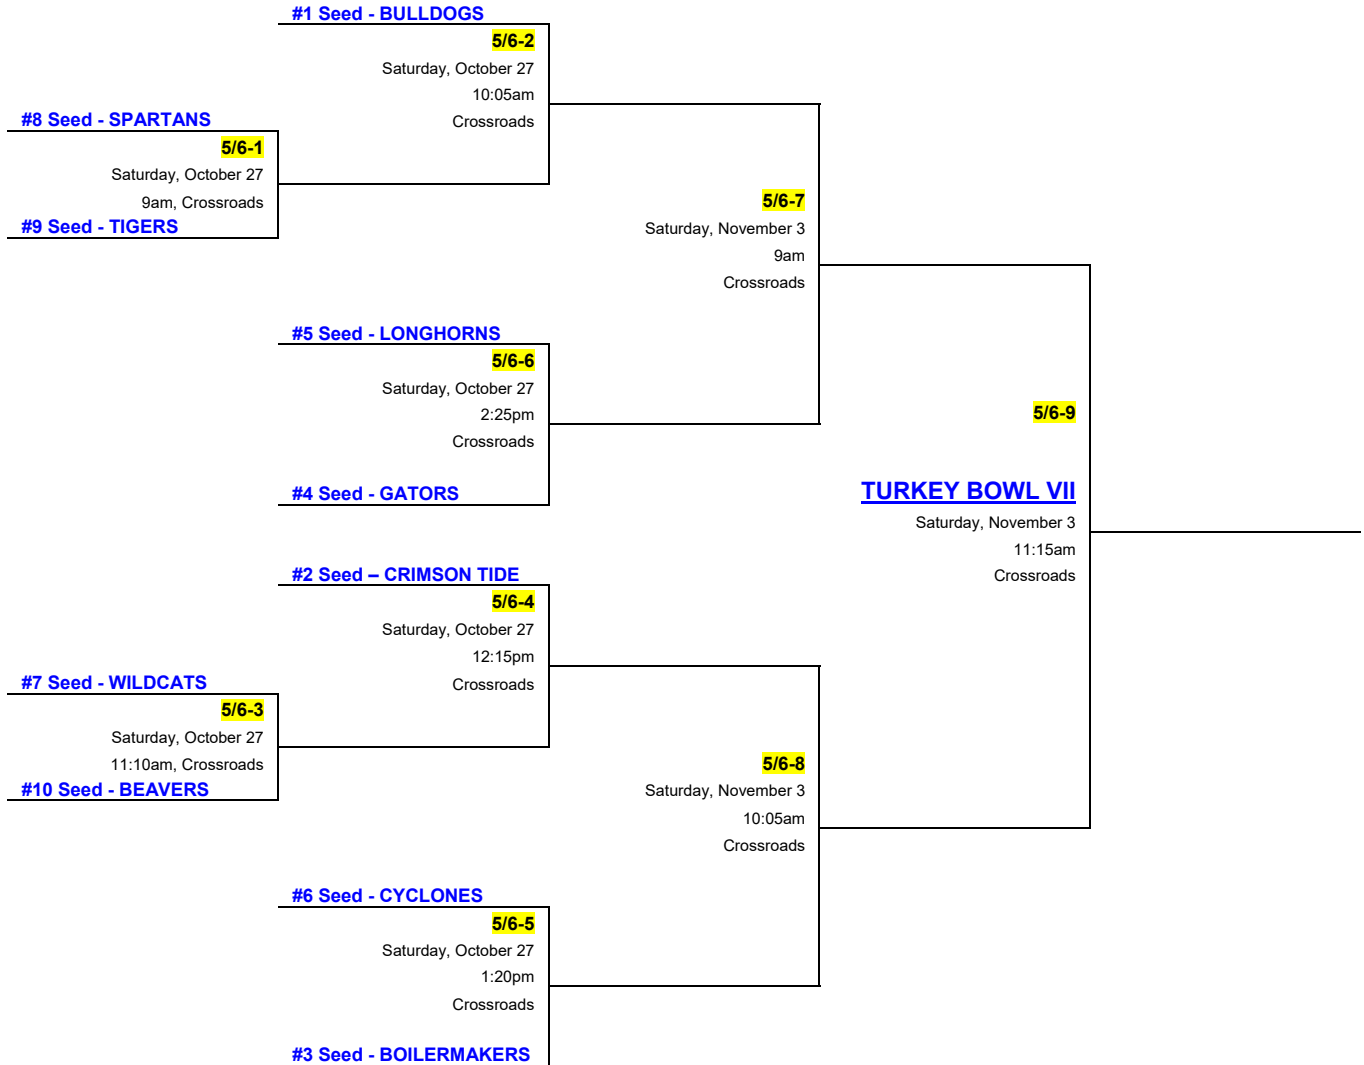 #1 Seed - BULLDOGS
5/6-2
Saturday, October 27
10:05am
Crossroads
#8 Seed - SPARTANS
5/6-1
Saturday, October 27
9am, Crossroads
#9 Seed - TIGERS
5/6-7
Saturday, November 3
9am
Crossroads
#5 Seed - LONGHORNS
5/6-6
Saturday, October 27
2:25pm
Crossroads
#4 Seed - GATORS
5/6-9
TURKEY BOWL VII
Saturday, November 3
11:15am
Crossroads
#2 Seed – CRIMSON TIDE
5/6-4
Saturday, October 27
12:15pm
Crossroads
#7 Seed - WILDCATS
5/6-3
Saturday, October 27
11:10am, Crossroads
#10 Seed - BEAVERS
5/6-8
Saturday, November 3
10:05am
Crossroads
#6 Seed - CYCLONES
5/6-5
Saturday, October 27
1:20pm
Crossroads
#3 Seed - BOILERMAKERS